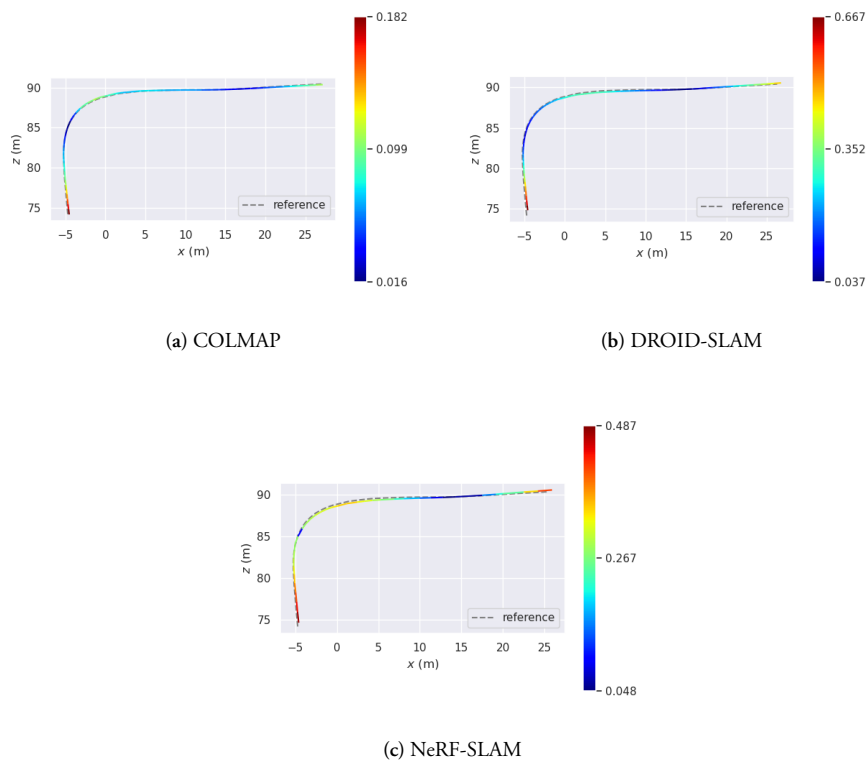 0.182
90
85
80
75
z (m)
0.099
reference
−5 0 5 10 15 20 25
x (m)
0.016
(a) COLMAP
0.667
90
85
80
75
z (m)
0.352
reference
−5 0 5 10 15 20 25
x (m)
0.037
(b) DROID-SLAM
0.487
90
85
80
75
z (m)
0.267
reference
−5 0 5 10 15 20 25
x (m)
0.048
(c) NeRF-SLAM